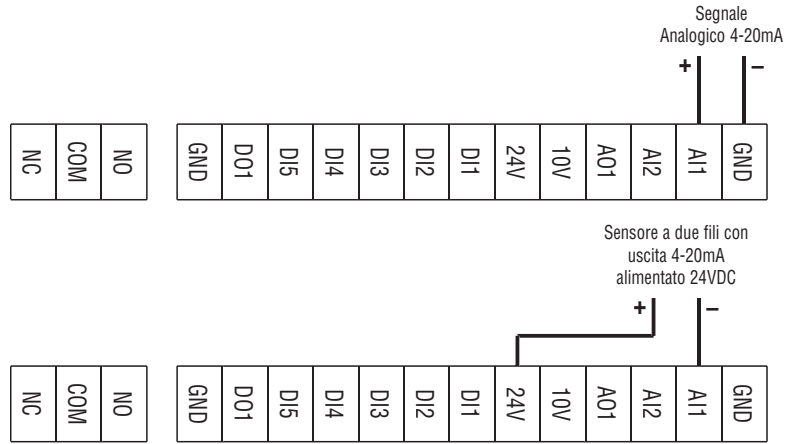 Segnale
Analogico 4-20mA
+ –
NC COM NO GND DO1 DI5 DI4 DI3 DI2 DI1 24V 10V AO1 AI2 AI1 GND
Sensore a due fili con
uscita 4-20mA
alimentato 24VDC
+ –
NC COM NO GND DO1 DI5 DI4 DI3 DI2 DI1 24V 10V AO1 AI2 AI1 GND